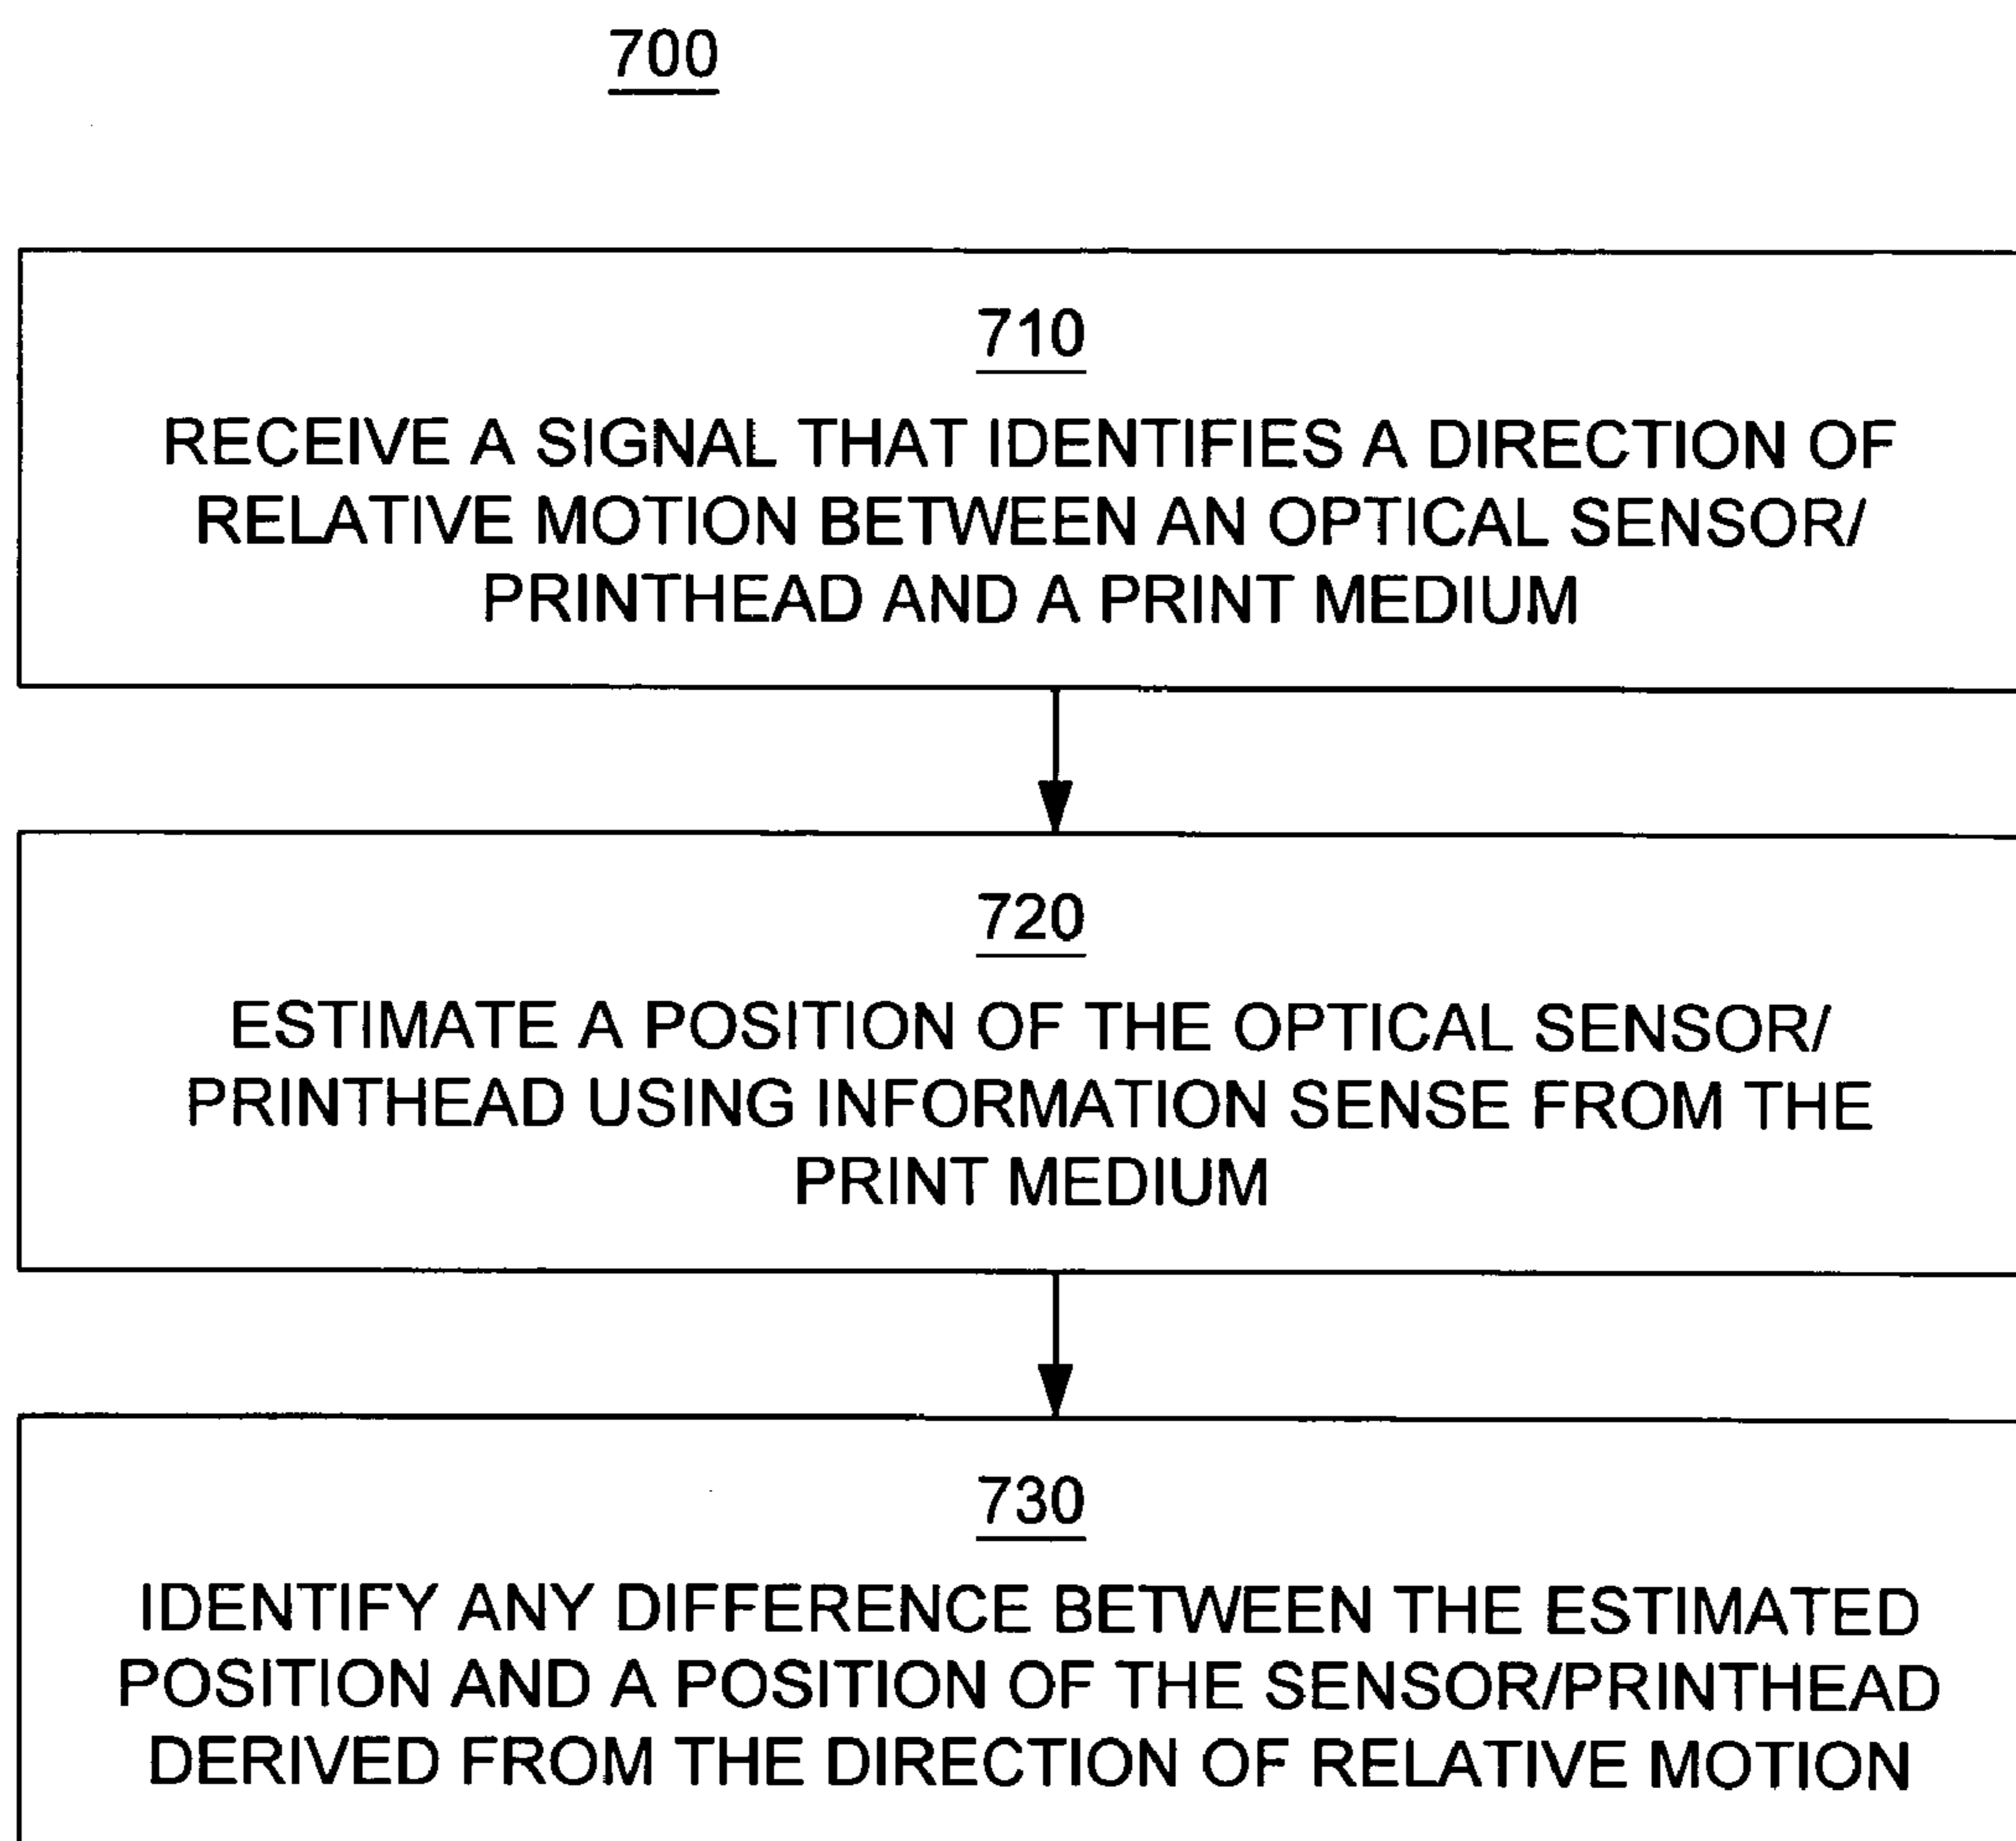 700
710
RECEIVE A SIGNAL THAT IDENTIFIES A DIRECTION OF
RELATIVE MOTION BETWEEN AN OPTICAL SENSOR/
PRINTHEAD AND A PRINT MEDIUM
720
ESTIMATE A POSITION OF THE OPTICAL SENSOR/
PRINTHEAD USING INFORMATION SENSE FROM THE
PRINT MEDIUM
730
IDENTIFY ANY DIFFERENCE BETWEEN THE ESTIMATED
POSITION AND A POSITION OF THE SENSOR/PRINTHEAD
DERIVED FROM THE DIRECTION OF RELATIVE MOTION